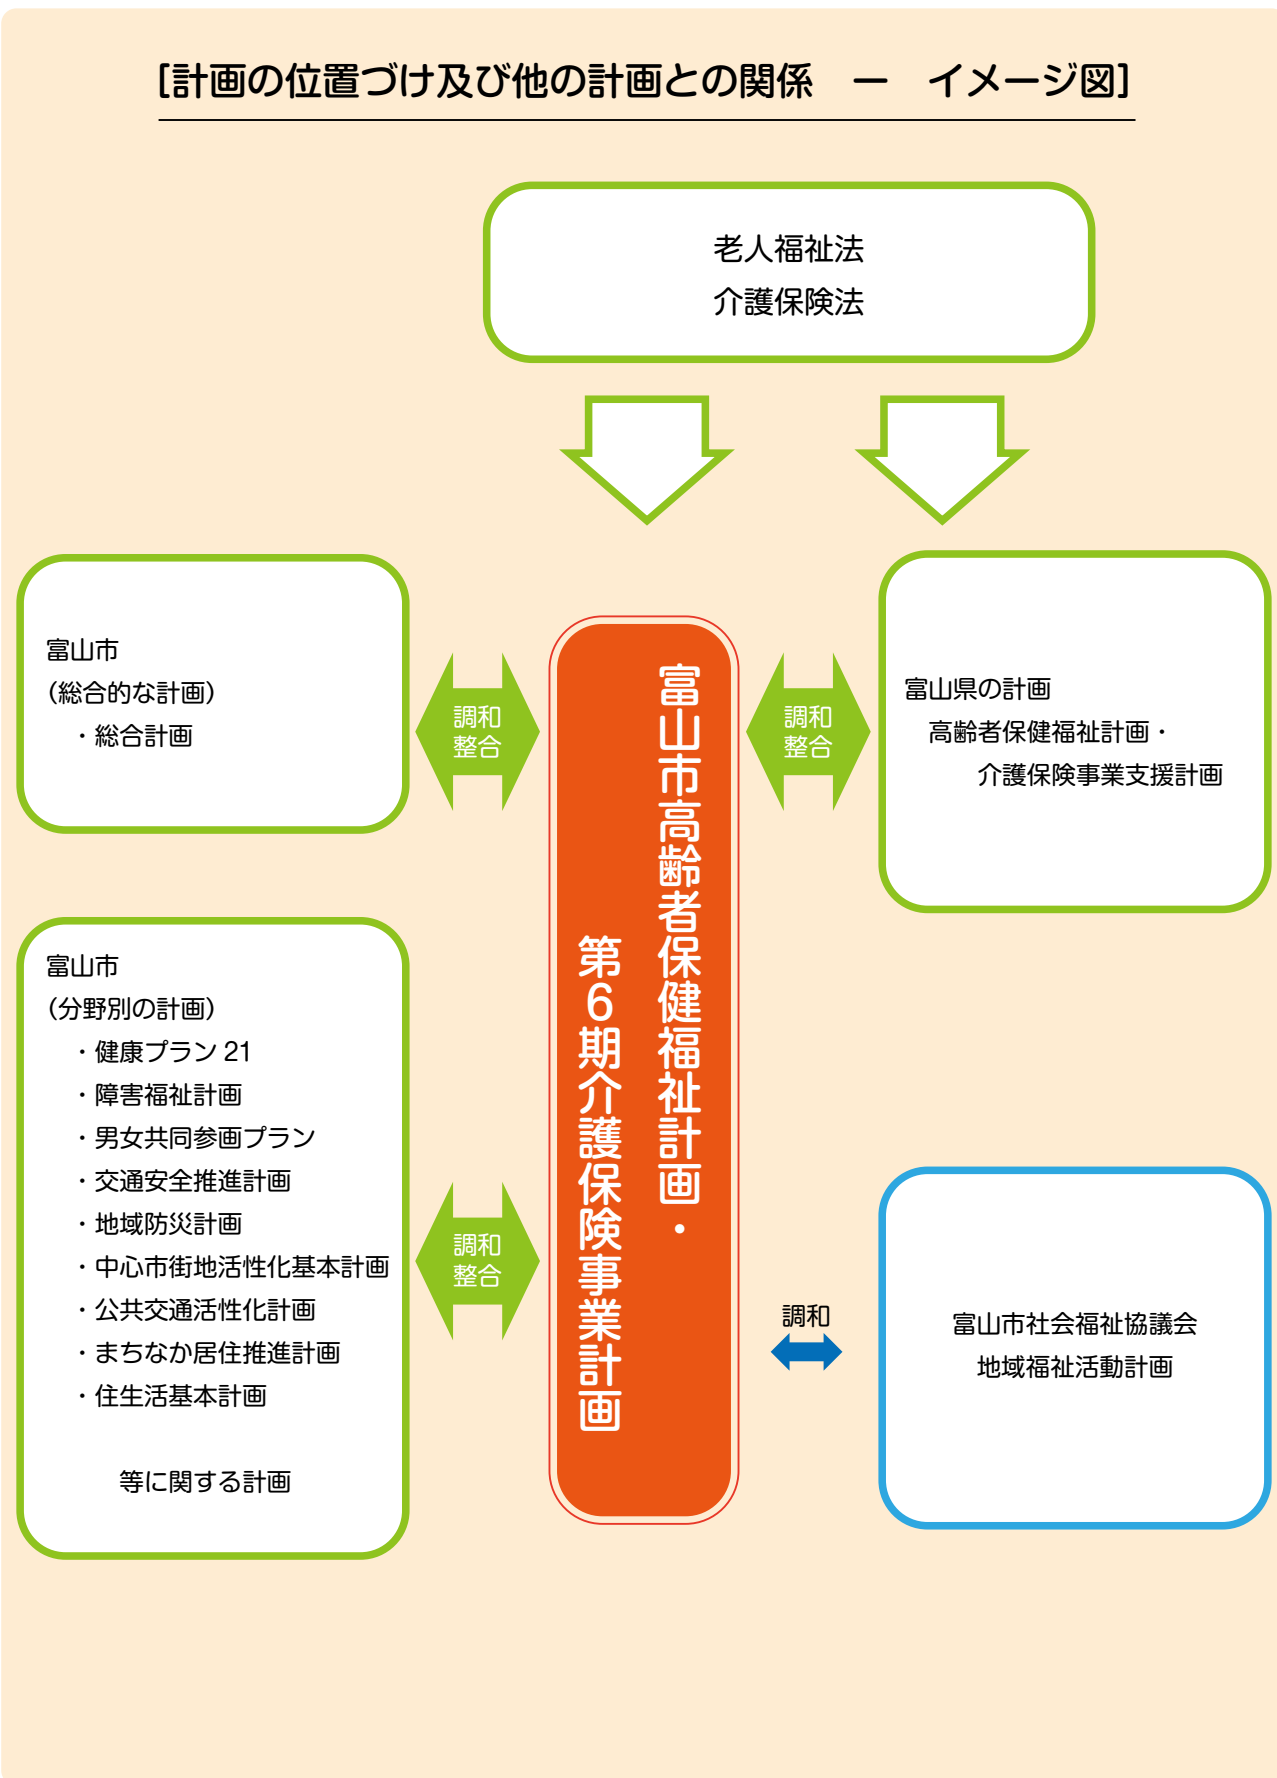 [計画の位置づけ及び他の計画との関係　ー　イメージ図]
老人福祉法
介護保険法
富山市
(総合的な計画)
・総合計画
調和
整合
富山市高齢者保健福祉計画・
第6期介護保険事業計画
調和
整合
富山県の計画
高齢者保健福祉計画・
介護保険事業支援計画
富山市
(分野別の計画)
・健康プラン 21
・障害福祉計画
・男女共同参画プラン
・交通安全推進計画
・地域防災計画
・中心市街地活性化基本計画
・公共交通活性化計画
・まちなか居住推進計画
・住生活基本計画
等に関する計画
調和
整合
調和
富山市社会福祉協議会
地域福祉活動計画